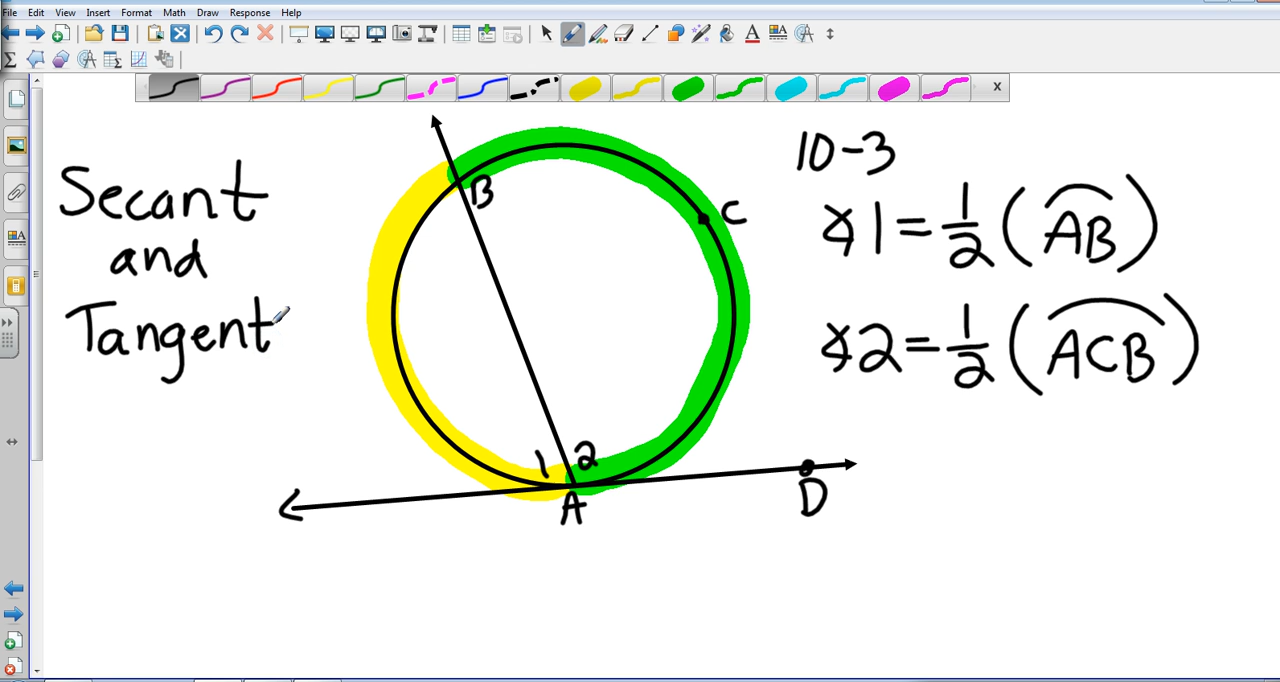 File Edit View Insert Format Math Draw Response Help
Secant
and
Tangent
B
C
1
2
A
D
10-3
∡1=1/2(AB)
∡2=1/2(ACB)